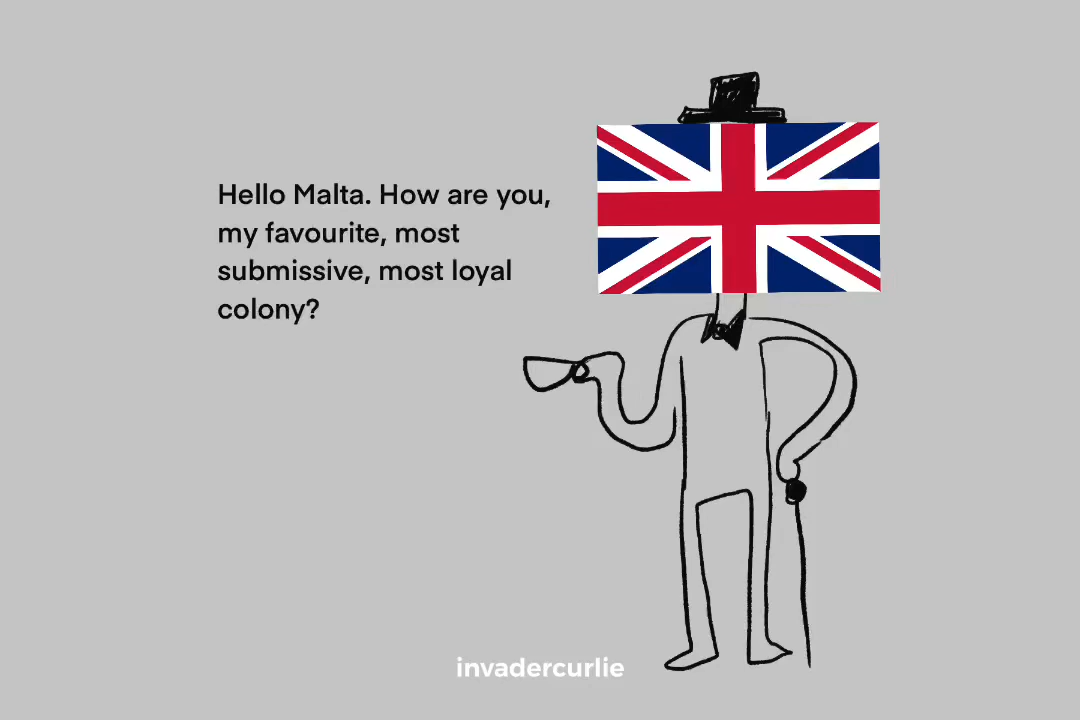 Hello Malta. How are you,
my favourite, most
submissive, most loyal
colony?
invadercurlie